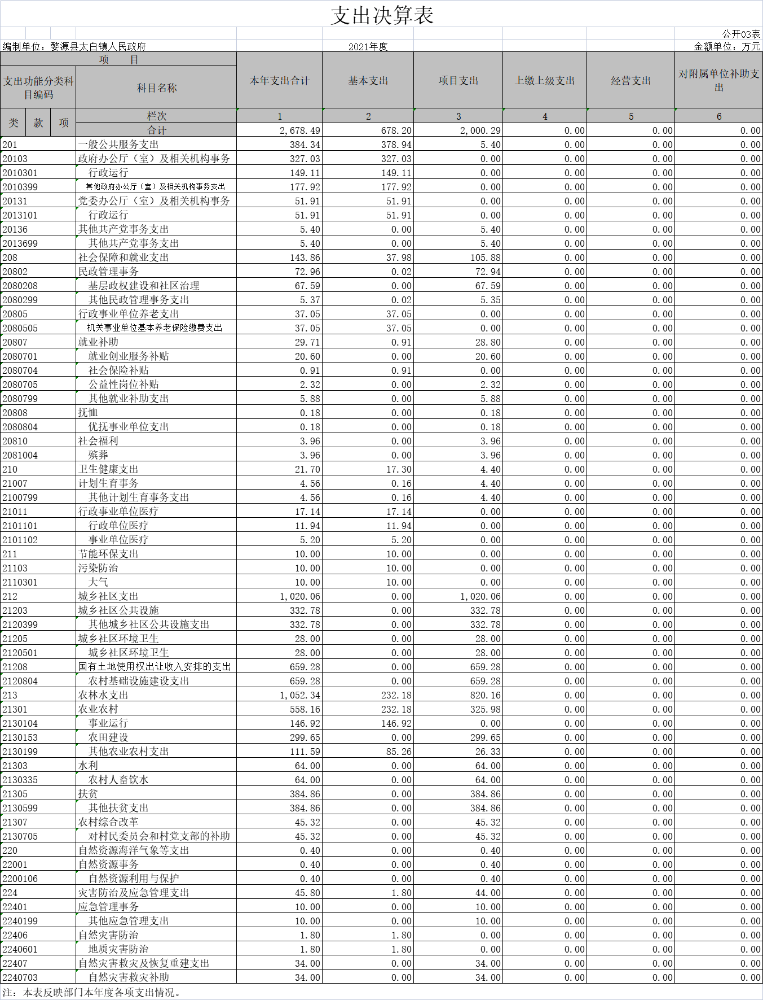 支出决算表
公开03表
编制单位：婺源县太白镇人民政府 2021年度 金额单位：万元
项 目 本年支出合计 基本支出 项目支出 上缴上级支出 经营支出 对附属单位补助支出
支出功能分类科目编码 科目名称
类 款 项 栏次 1 2 3 4 5 6
合计 2,678.49 678.20 2,000.29 0.00 0.00 0.00
201 一般公共服务支出 384.34 378.94 5.40 0.00 0.00 0.00
20103 政府办公厅（室）及相关机构事务 327.03 327.03 0.00 0.00 0.00 0.00
2010301 行政运行 149.11 149.11 0.00 0.00 0.00 0.00
2010399 其他政府办公厅（室）及相关机构事务支出 177.92 177.92 0.00 0.00 0.00 0.00
20131 党委办公厅（室）及相关机构事务 51.91 51.91 0.00 0.00 0.00 0.00
2013101 行政运行 51.91 51.91 0.00 0.00 0.00 0.00
20136 其他共产党事务支出 5.40 0.00 5.40 0.00 0.00 0.00
2013699 其他共产党事务支出 5.40 0.00 5.40 0.00 0.00 0.00
208 社会保障和就业支出 143.86 37.98 105.88 0.00 0.00 0.00
20802 民政管理事务 72.96 0.02 72.94 0.00 0.00 0.00
2080208 基层政权建设和社区治理 67.59 0.00 67.59 0.00 0.00 0.00
2080299 其他民政管理事务支出 5.37 0.02 5.35 0.00 0.00 0.00
20805 行政事业单位养老支出 37.05 37.05 0.00 0.00 0.00 0.00
2080505 机关事业单位基本养老保险缴费支出 37.05 37.05 0.00 0.00 0.00 0.00
20807 就业补助 29.71 0.91 28.80 0.00 0.00 0.00
2080701 就业创业服务补贴 20.60 0.00 20.60 0.00 0.00 0.00
2080704 社会保险补贴 0.91 0.91 0.00 0.00 0.00 0.00
2080705 公益性岗位补贴 2.32 0.00 2.32 0.00 0.00 0.00
2080799 其他就业补助支出 5.88 0.00 5.88 0.00 0.00 0.00
20808 抚恤 0.18 0.00 0.18 0.00 0.00 0.00
2080804 优抚事业单位支出 0.18 0.00 0.18 0.00 0.00 0.00
20810 社会福利 3.96 0.00 3.96 0.00 0.00 0.00
2081004 殡葬 3.96 0.00 3.96 0.00 0.00 0.00
210 卫生健康支出 21.70 17.30 4.40 0.00 0.00 0.00
21007 计划生育事务 4.56 0.16 4.40 0.00 0.00 0.00
2100799 其他计划生育事务支出 4.56 0.16 4.40 0.00 0.00 0.00
21011 行政事业单位医疗 17.14 17.14 0.00 0.00 0.00 0.00
2101101 行政单位医疗 11.94 11.94 0.00 0.00 0.00 0.00
2101102 事业单位医疗 5.20 5.20 0.00 0.00 0.00 0.00
211 节能环保支出 10.00 10.00 0.00 0.00 0.00 0.00
21103 污染防治 10.00 10.00 0.00 0.00 0.00 0.00
2110301 大气 10.00 10.00 0.00 0.00 0.00 0.00
212 城乡社区支出 1,020.06 0.00 1,020.06 0.00 0.00 0.00
21203 城乡社区公共设施 332.78 0.00 332.78 0.00 0.00 0.00
2120399 其他城乡社区公共设施支出 332.78 0.00 332.78 0.00 0.00 0.00
21205 城乡社区环境卫生 28.00 0.00 28.00 0.00 0.00 0.00
2120501 城乡社区环境卫生 28.00 0.00 28.00 0.00 0.00 0.00
21208 国有土地使用权出让收入安排的支出 659.28 0.00 659.28 0.00 0.00 0.00
2120804 农村基础设施建设支出 659.28 0.00 659.28 0.00 0.00 0.00
213 农林水支出 1,052.34 232.18 820.16 0.00 0.00 0.00
21301 农业农村 558.16 232.18 325.98 0.00 0.00 0.00
2130104 事业运行 146.92 146.92 0.00 0.00 0.00 0.00
2130153 农田建设 299.65 0.00 299.65 0.00 0.00 0.00
2130199 其他农业农村支出 111.59 85.26 26.33 0.00 0.00 0.00
21303 水利 64.00 0.00 64.00 0.00 0.00 0.00
2130335 农村人畜饮水 64.00 0.00 64.00 0.00 0.00 0.00
21305 扶贫 384.86 0.00 384.86 0.00 0.00 0.00
2130599 其他扶贫支出 384.86 0.00 384.86 0.00 0.00 0.00
21307 农村综合改革 45.32 0.00 45.32 0.00 0.00 0.00
2130705 对村民委员会和村党支部的补助 45.32 0.00 45.32 0.00 0.00 0.00
220 自然资源海洋气象等支出 0.40 0.00 0.40 0.00 0.00 0.00
22001 自然资源事务 0.40 0.00 0.40 0.00 0.00 0.00
2200106 自然资源利用与保护 0.40 0.00 0.40 0.00 0.00 0.00
224 灾害防治及应急管理支出 45.80 1.80 44.00 0.00 0.00 0.00
22401 应急管理事务 10.00 0.00 10.00 0.00 0.00 0.00
2240199 其他应急管理支出 10.00 0.00 10.00 0.00 0.00 0.00
22406 自然灾害防治 1.80 1.80 0.00 0.00 0.00 0.00
2240601 地质灾害防治 1.80 1.80 0.00 0.00 0.00 0.00
22407 自然灾害救灾及恢复重建支出 34.00 0.00 34.00 0.00 0.00 0.00
2240703 自然灾害救灾补助 34.00 0.00 34.00 0.00 0.00 0.00
注：本表反映部门本年度各项支出情况。